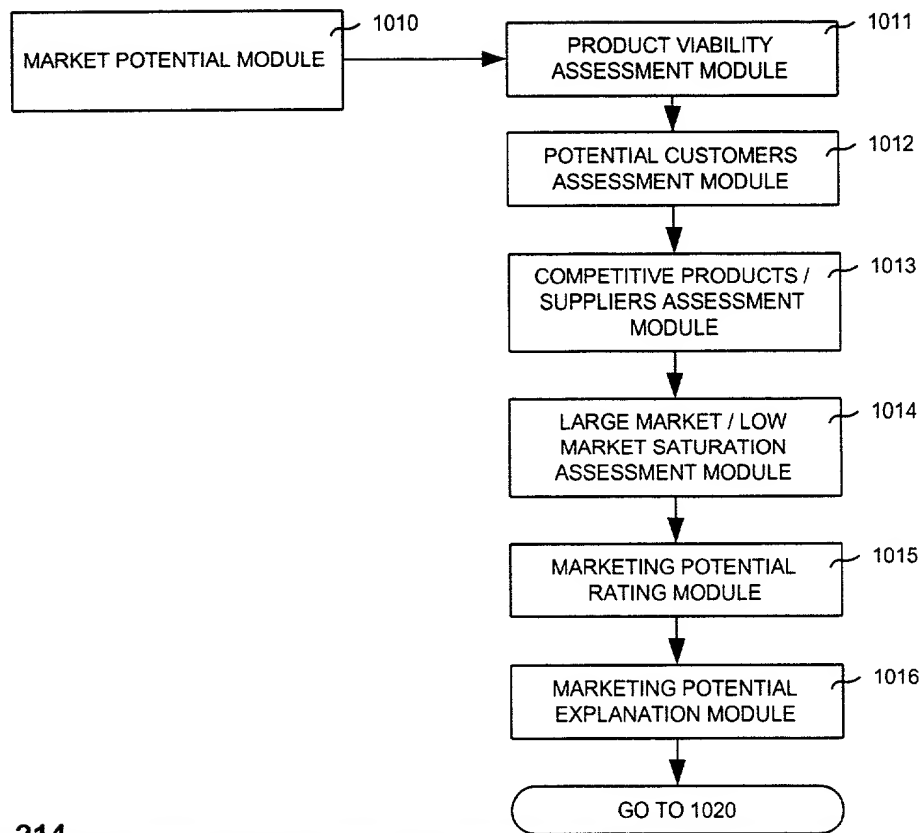 MARKET POTENTIAL MODULE
1010
PRODUCT VIABILITY
ASSESSMENT MODULE
1011
POTENTIAL CUSTOMERS
ASSESSMENT MODULE
1012
COMPETITIVE PRODUCTS /
SUPPLIERS ASSESSMENT
MODULE
1013
LARGE MARKET / LOW
MARKET SATURATION
ASSESSMENT MODULE
1014
MARKETING POTENTIAL
RATING MODULE
1015
MARKETING POTENTIAL
EXPLANATION MODULE
1016
GO TO 1020